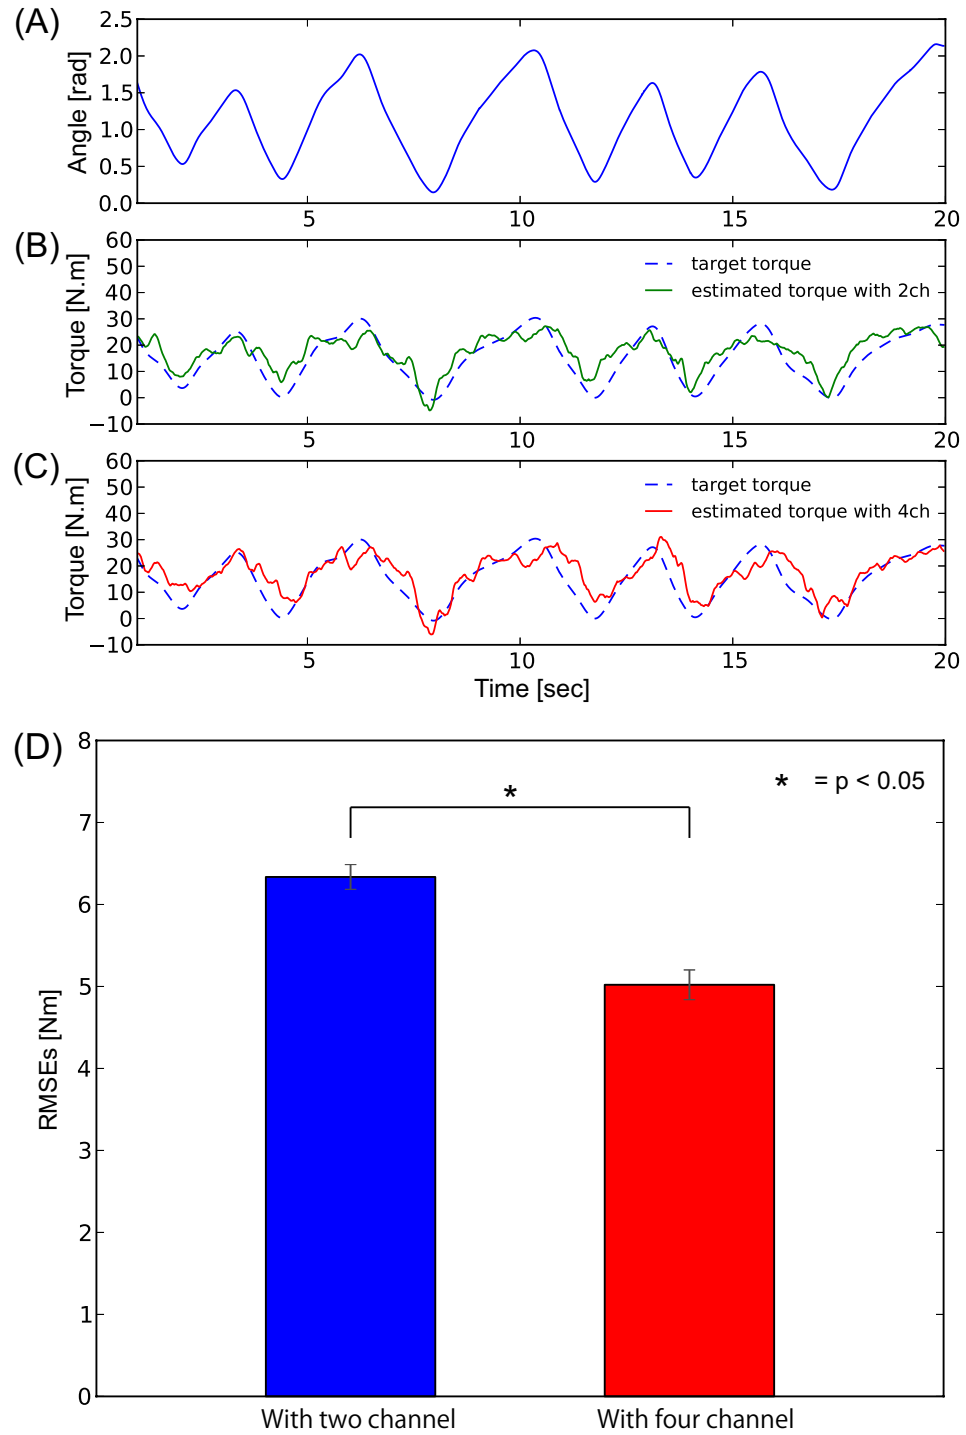 (A)
2.5
2.0
1.5
1.0
0.5
0.0
Angle [rad]
5
10
15
20
(B)
60
50
40
30
20
10
0
−10
Torque [N.m]
target torque
estimated torque with 2ch
5
10
15
20
(C)
60
50
40
30
20
10
0
−10
Torque [N.m]
target torque
estimated torque with 4ch
5
10
15
20
Time [sec]
(D)
8
7
6
5
4
3
2
1
0
RMSEs [Nm]
*
* = p < 0.05
With two channel
With four channel